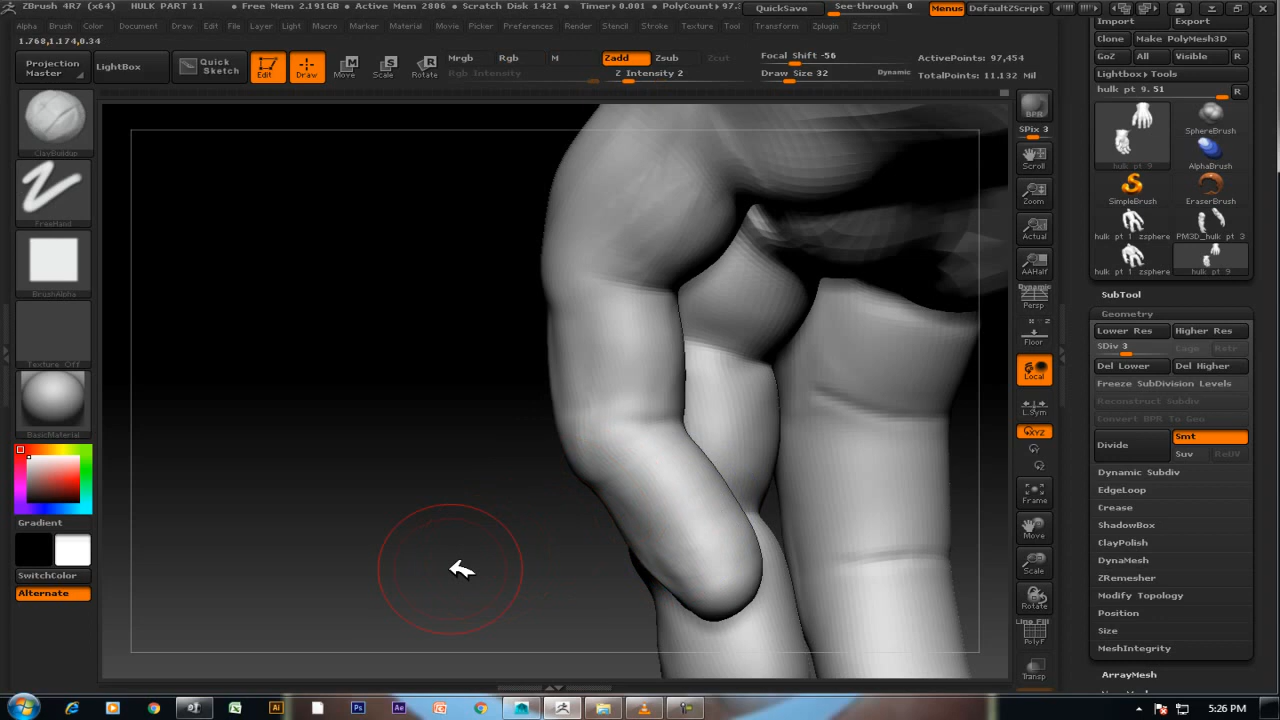 ZBrush 4R7 (x64) HULK PART 11 • Free Mem 2.191GB • Active Mem 2806 • Scratch Disk 1421 • Timer▸0.001 • PolyCount▸97. QuickSave See-through 0 Menus DefaultZScript
Alpha Brush Color Document Draw Edit File Layer Light Macro Marker Material Movie Picker Preferences Render Stencil Stroke Texture Tool Transform Zplugin Zscript
1.768,1.174,0.34
Projection Master
LightBox
Quick Sketch
Edit
Draw
Move
Scale
Rotate
Mrgb Rgb M
Rgb Intensity
Zadd Zsub Zcut
Z Intensity 2
Focal Shift -56
Draw Size 32 Dynamic
ActivePoints: 97,454
TotalPoints: 11.132 Mil
ClayBuildup
FreeHand
BrushAlpha
Texture Off
BasicMaterial
Gradient
SwitchColor
Alternate
BPR
SPix 3
Scroll
Zoom
Actual
AAHalf
Dynamic
Persp
Floor
Local
L.Sym
XYZ
Frame
Move
Scale
Rotate
Line Fill
PolyF
Transp
Import Export
Clone Make PolyMesh3D
GoZ All Visible R
Lightbox▸Tools
hulk pt 9. 51 R
hulk pt 9
SphereBrush
AlphaBrush
SimpleBrush EraserBrush
hulk pt 1 zsphere PM3D_hulk pt 3
hulk pt 1 zsphere hulk pt 9
SubTool
Geometry
Lower Res Higher Res
SDiv 3 Cage Rstr
Del Lower Del Higher
Freeze SubDivision Levels
Reconstruct Subdiv
Convert BPR To Geo
Divide Smt
Suv ReUV
Dynamic Subdiv
EdgeLoop
Crease
ShadowBox
ClayPolish
DynaMesh
ZRemesher
Modify Topology
Position
Size
MeshIntegrity
ArrayMesh
5:26 PM